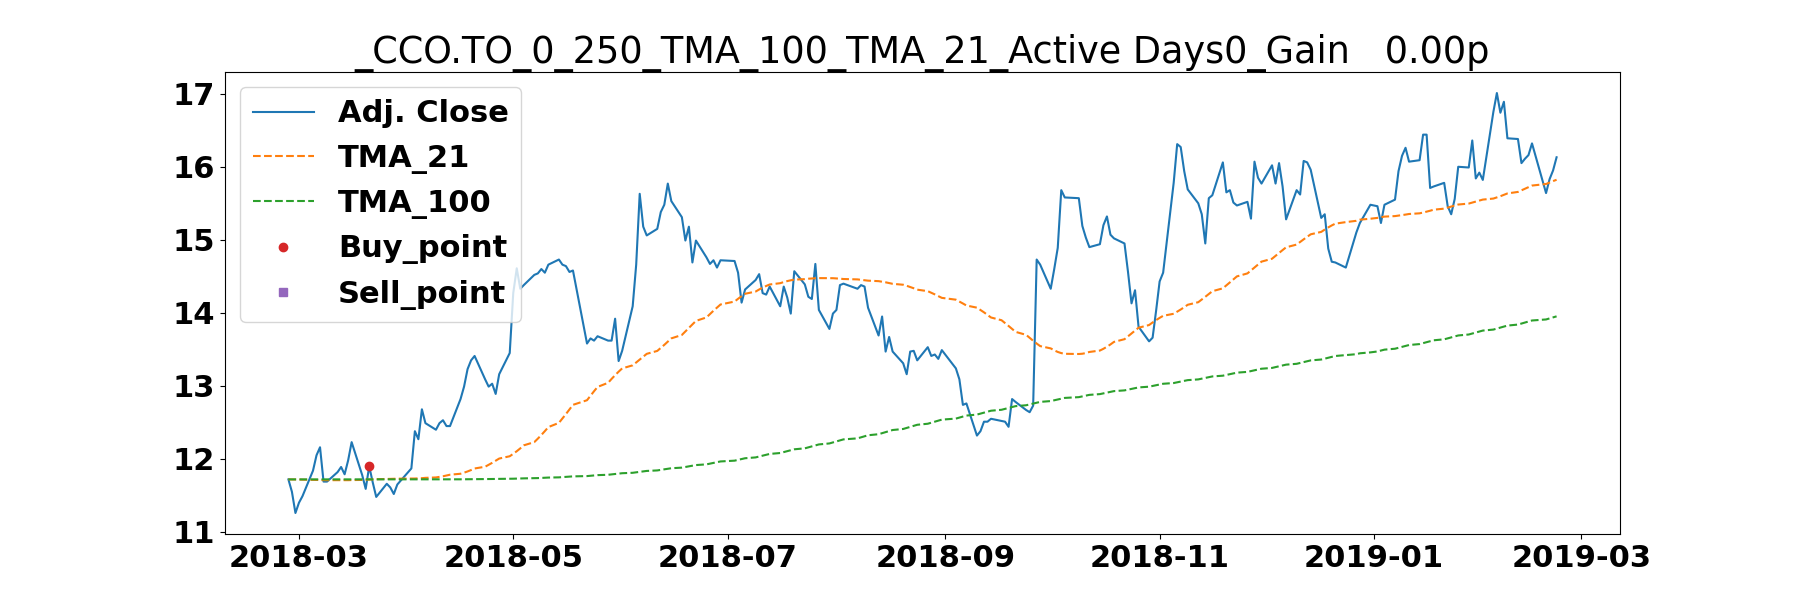 _CCO.TO_0_250_TMA_100_TMA_21_Active Days0_Gain   0.00p
17
16
15
14
13
12
11
Adj. Close
TMA_21
TMA_100
Buy_point
Sell_point
2018-03 2018-05 2018-07 2018-09 2018-11 2019-01 2019-03